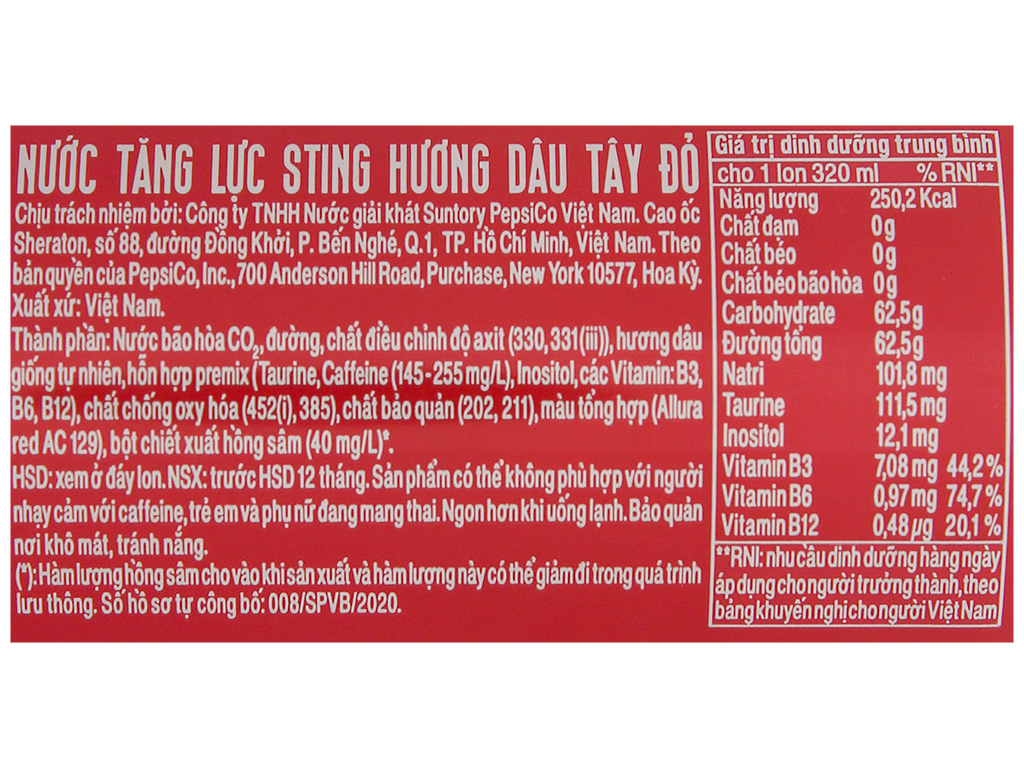 NƯỚC TĂNG LỰC STING HƯƠNG DÂU TÂY ĐỎ
Chịu trách nhiệm bởi: Công ty TNHH Nước giải khát Suntory PepsiCo Việt Nam. Cao ốc
Sheraton, số 88, đường Đồng Khởi, P. Bến Nghé, Q.1, TP. Hồ Chí Minh, Việt Nam. Theo
bản quyền của PepsiCo, Inc., 700 Anderson Hill Road, Purchase, New York 10577, Hoa Kỳ.
Xuất xứ: Việt Nam.
Thành phần: Nước bão hòa CO₂, đường, chất điều chỉnh độ axit (330, 331(iii)), hương dâu
giống tự nhiên, hỗn hợp premix (Taurine, Caffeine (145-255 mg/L), Inositol, các Vitamin: B3,
B6, B12), chất chống oxy hóa (452(i), 385), chất bảo quản (202, 211), màu tổng hợp (Allura
red AC 129), bột chiết xuất hồng sâm (40 mg/L)*.
HSD: xem ở đáy lon. NSX: trước HSD 12 tháng. Sản phẩm có thể không phù hợp với người
nhạy cảm với caffeine, trẻ em và phụ nữ đang mang thai. Ngon hơn khi uống lạnh. Bảo quản
nơi khô mát, tránh nắng.
(*): Hàm lượng hồng sâm cho vào khi sản xuất và hàm lượng này có thể giảm đi trong quá trình
lưu thông. Số hồ sơ tự công bố: 008/SPVB/2020.
Giá trị dinh dưỡng trung bình
cho 1 lon 320 ml % RNI**
Năng lượng 250,2 Kcal
Chất đạm 0g
Chất béo 0g
Chất béo bão hòa 0g
Carbohydrate 62,5g
Đường tổng 62,5g
Natri 101,8 mg
Taurine 111,5 mg
Inositol 12,1 mg
Vitamin B3 7,08 mg 44,2%
Vitamin B6 0,97 mg 74,7%
Vitamin B12 0,48 µg 20,1%
**RNI: nhu cầu dinh dưỡng hàng ngày
áp dụng cho người trưởng thành, theo
bảng khuyến nghị cho người Việt Nam